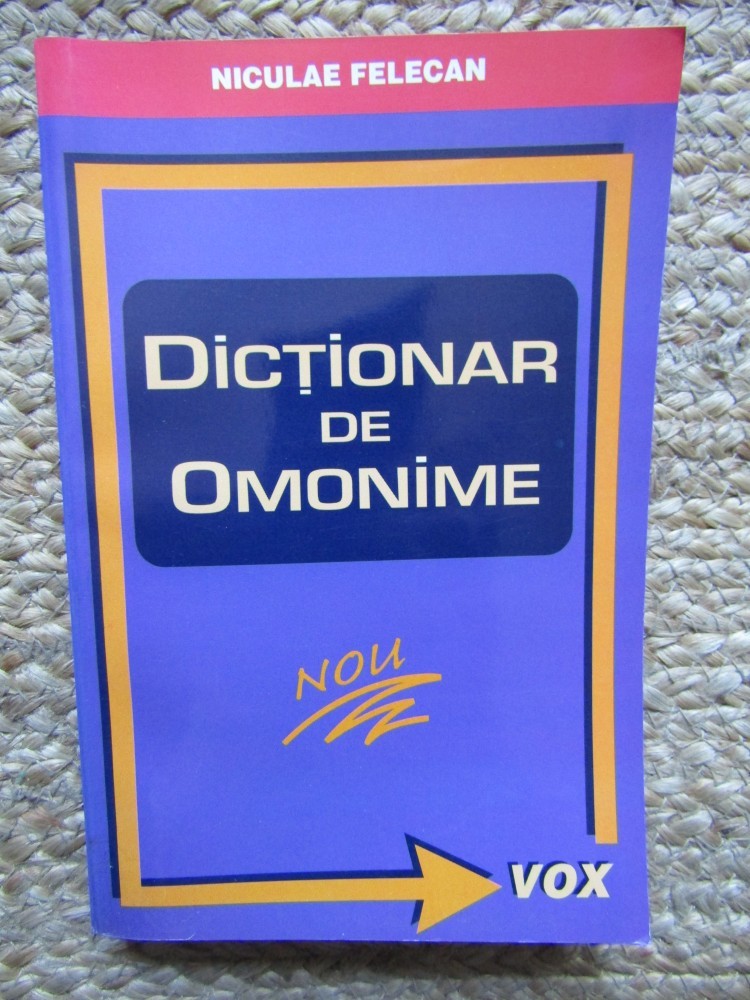 NICULAE FELECAN
DICȚIONAR
DE
OMONIME
NOU
VOX